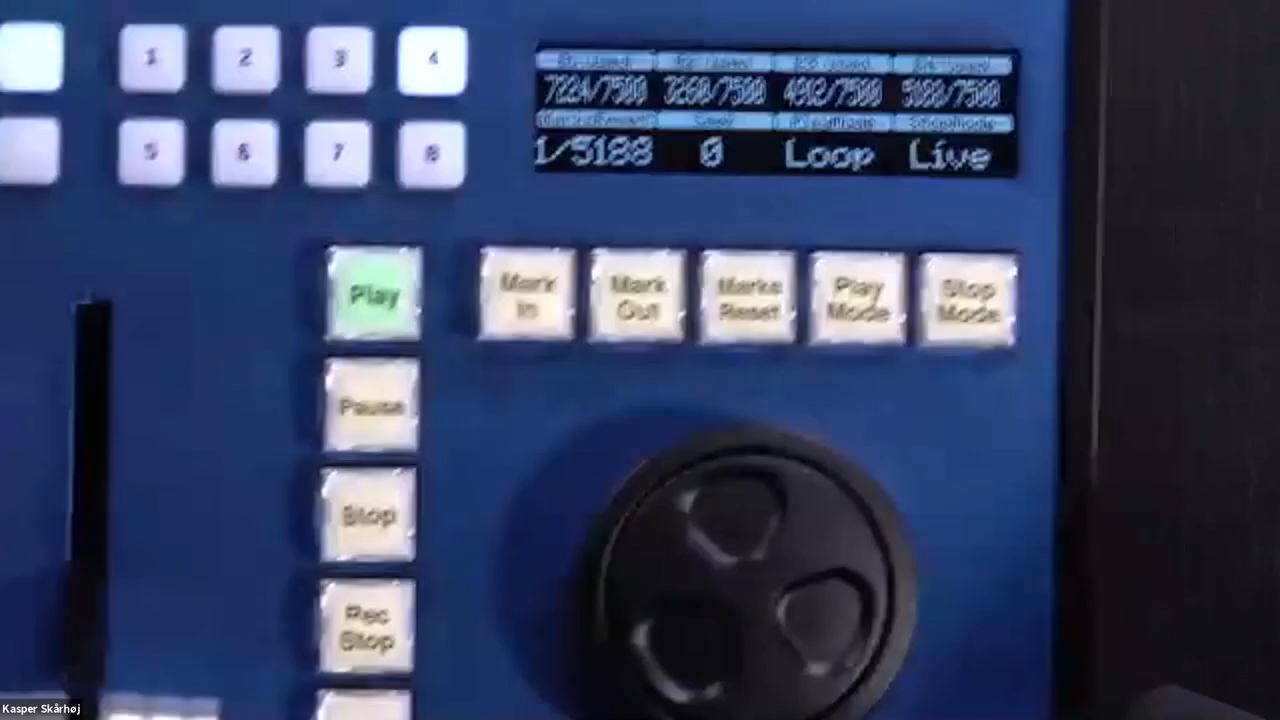 1 2 3 4
7224/7500 3260/7500 4912/7500 5188/7500
5 6 7 8
1/5188 0 Loop Live
Play
Mark
In
Mark
Out
Marks
Reset
Play
Mode
Stop
Mode
Pause
Stop
Rec
Stop
Kasper Skårhøj